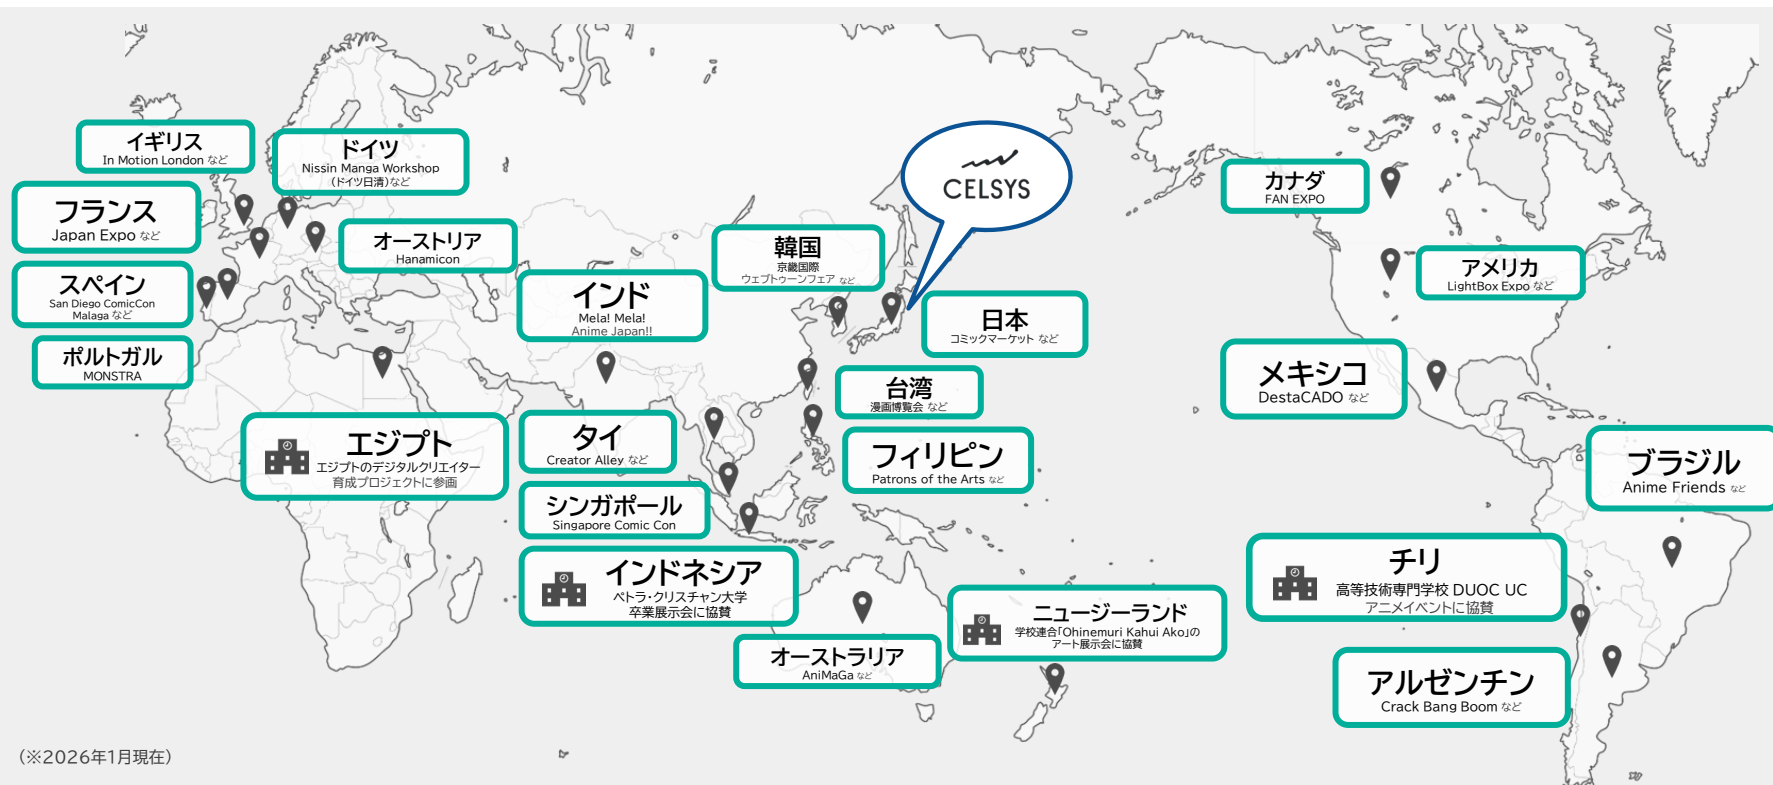 イギリス
In Motion London など
ドイツ
Nissin Manga Workshop
(ドイツ日清)など
フランス
Japan Expo など
オーストリア
Hanamicon
スペイン
San Diego ComicCon
Malaga など
ポルトガル
MONSTRA
エジプト
エジプトのデジタルクリエイター
育成プロジェクトに参画
インド
Mela! Mela!
Anime Japan!!
韓国
京畿国際
ウェブトゥーンフェア など
CELSYS
日本
コミックマーケット など
台湾
漫画博覧会 など
タイ
Creator Alley など
フィリピン
Patrons of the Arts など
シンガポール
Singapore Comic Con
インドネシア
ペトラ・クリスチャン大学
卒業展示会に協賛
オーストラリア
AniMaGa など
ニュージーランド
学校連合「Ohinemuri Kahui Ako」の
アート展示会に協賛
カナダ
FAN EXPO
アメリカ
LightBox Expo など
メキシコ
DestaCADO など
ブラジル
Anime Friends など
チリ
高等技術専門学校 DUOC UC
アニメイベントに協賛
アルゼンチン
Crack Bang Boom など
(※2026年1月現在)